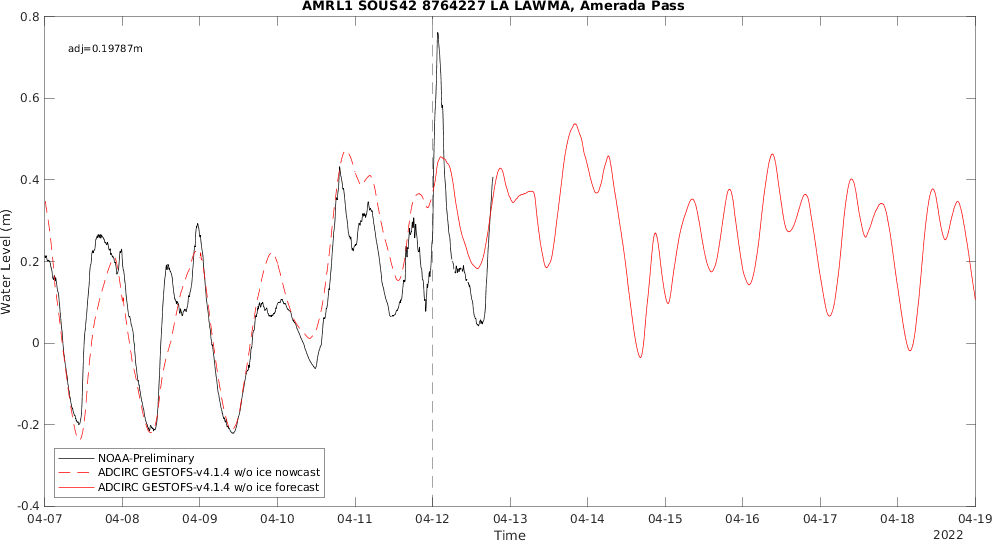 AMRL1 SOUS42 8764227 LA LAWMA, Amerada Pass
adj=0.19787m
Water Level (m)
0.8
0.6
0.4
0.2
0
-0.2
-0.4
NOAA-Preliminary
ADCIRC GESTOFS-v4.1.4 w/o ice nowcast
ADCIRC GESTOFS-v4.1.4 w/o ice forecast
04-07 04-08 04-09 04-10 04-11 04-12 04-13 04-14 04-15 04-16 04-17 04-18 04-19
Time
2022